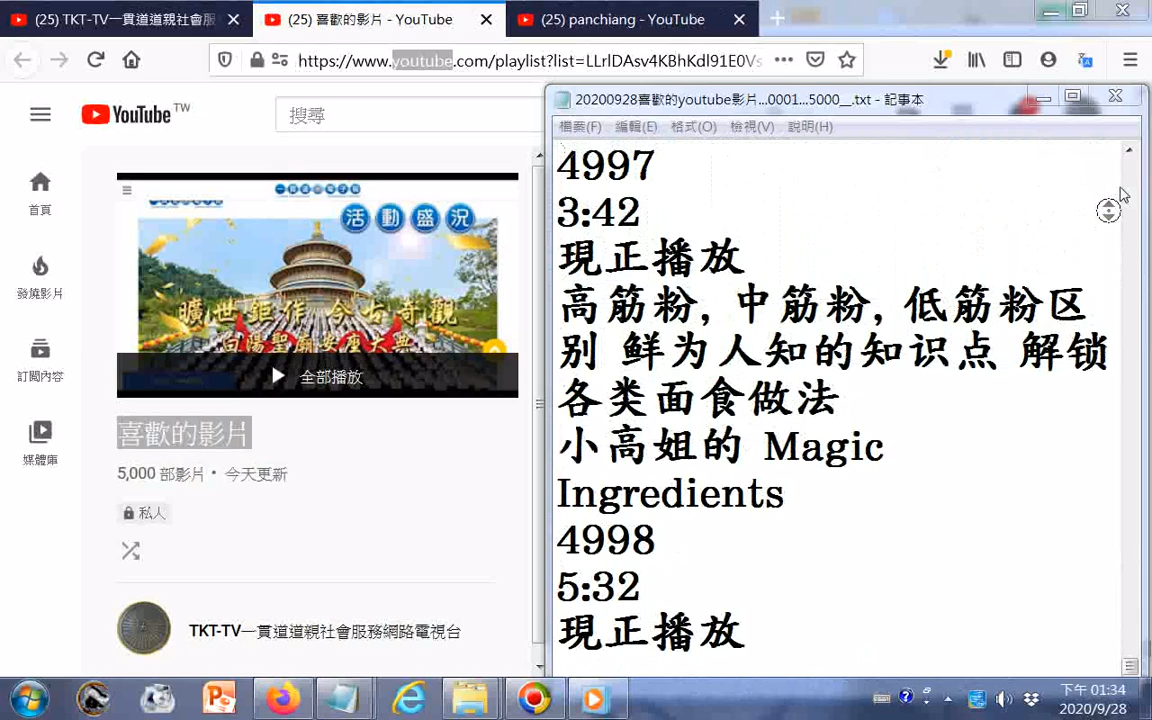 (25) TKT-TV一貫道道親社會服
(25) 喜歡的影片 - YouTube
(25) panchiang - YouTube
https://www.youtube.com/playlist?list=LLrlDAsv4KBhKdl91E0Vs
YouTube TW
搜尋
首頁
發燒影片
訂閱內容
媒體庫
活動盛況
曠世鉅作 今古奇觀
白陽聖廟安座大典
全部播放
喜歡的影片
5,000 部影片・今天更新
私人
TKT-TV一貫道道親社會服務網路電視台
20200928喜歡的youtube影片...0001...5000__.txt - 記事本
檔案(F) 編輯(E) 格式(O) 檢視(V) 說明(H)
4997
3:42
現正播放
高筋粉, 中筋粉, 低筋粉区
别 鲜为人知的知识点 解锁
各类面食做法
小高姐的 Magic
Ingredients
4998
5:32
現正播放
下午 01:34
2020/9/28